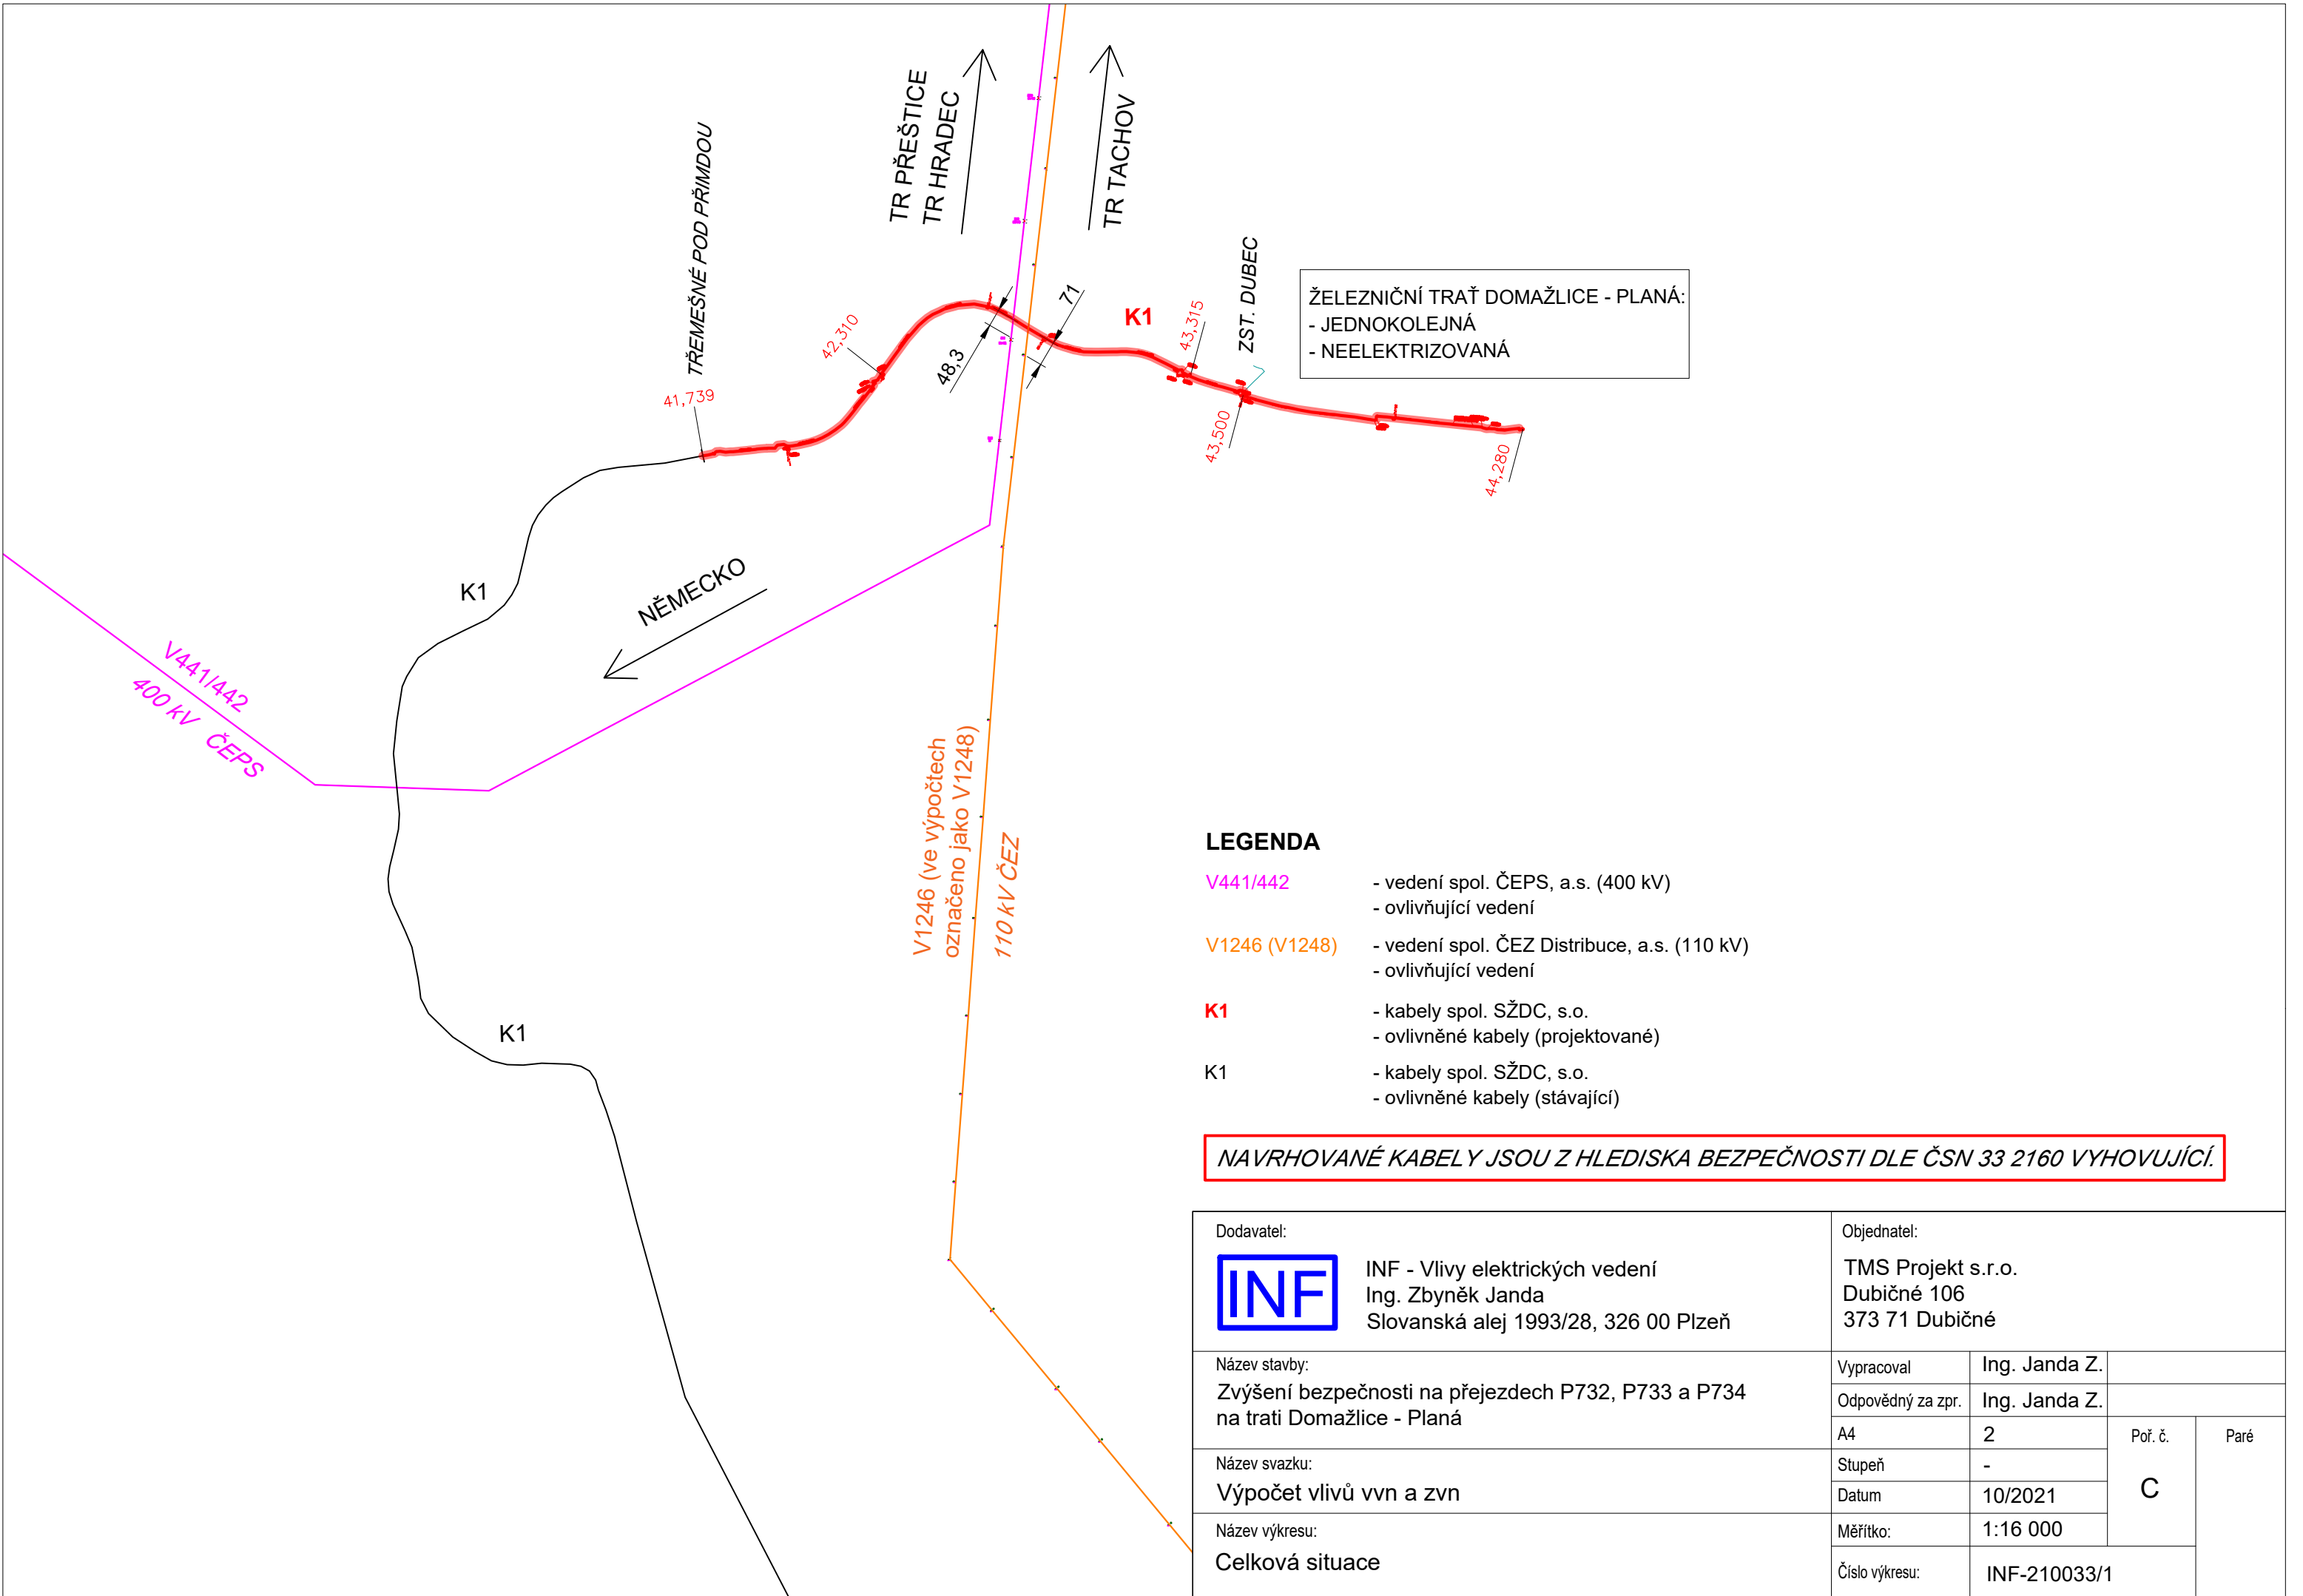 TŘEMEŠNÉ POD PŘIMDOU
TR PŘEŠTICE
TR HRADEC
TR TACHOV
ZST. DUBEC
ŽELEZNIČNÍ TRAŤ DOMAŽLICE - PLANÁ:
- JEDNOKOLEJNÁ
- NEELEKTRIZOVANÁ
41,739
42,310
48,3
71
K1
43,315
43,500
44,280
K1
NĚMECKO
V441/442
400 kV ČEPS
V1246 (ve výpočtech
označeno jako V1248)
110 kV ČEZ
K1
LEGENDA
V441/442 - vedení spol. ČEPS, a.s. (400 kV)
- ovlivňující vedení
V1246 (V1248) - vedení spol. ČEZ Distribuce, a.s. (110 kV)
- ovlivňující vedení
K1 - kabely spol. SŽDC, s.o.
- ovlivněné kabely (projektované)
K1 - kabely spol. SŽDC, s.o.
- ovlivněné kabely (stávající)
NAVRHOVANÉ KABELY JSOU Z HLEDISKA BEZPEČNOSTI DLE ČSN 33 2160 VYHOVUJÍCÍ.
Dodavatel:
INF
INF - Vlivy elektrických vedení
Ing. Zbyněk Janda
Slovanská alej 1993/28, 326 00 Plzeň
Objednatel:
TMS Projekt s.r.o.
Dubičné 106
373 71 Dubičné
Název stavby:
Zvýšení bezpečnosti na přejezdech P732, P733 a P734
na trati Domažlice - Planá
Název svazku:
Výpočet vlivů vvn a zvn
Název výkresu:
Celková situace
Vypracoval Ing. Janda Z.
Odpovědný za zpr. Ing. Janda Z.
A4 2
Stupeň -
Datum 10/2021
Měřítko: 1:16 000
Číslo výkresu: INF-210033/1
Poř. č.
C
Paré